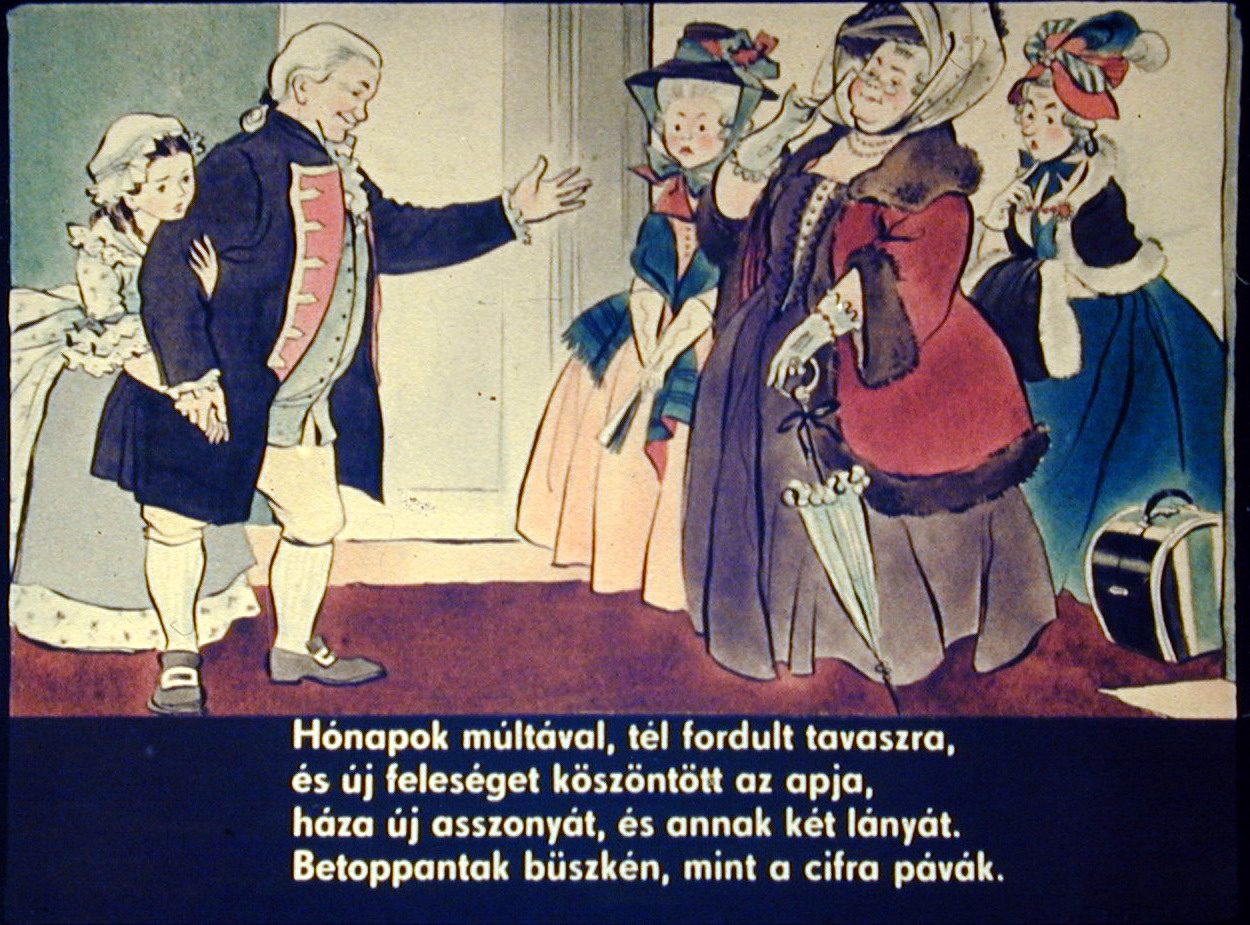 Hónapok múltával, tél fordult tavaszra,
és új feleséget köszöntött az apja,
háza új asszonyát, és annak két lányát.
Betoppantak büszkén, mint a cifra pávák.